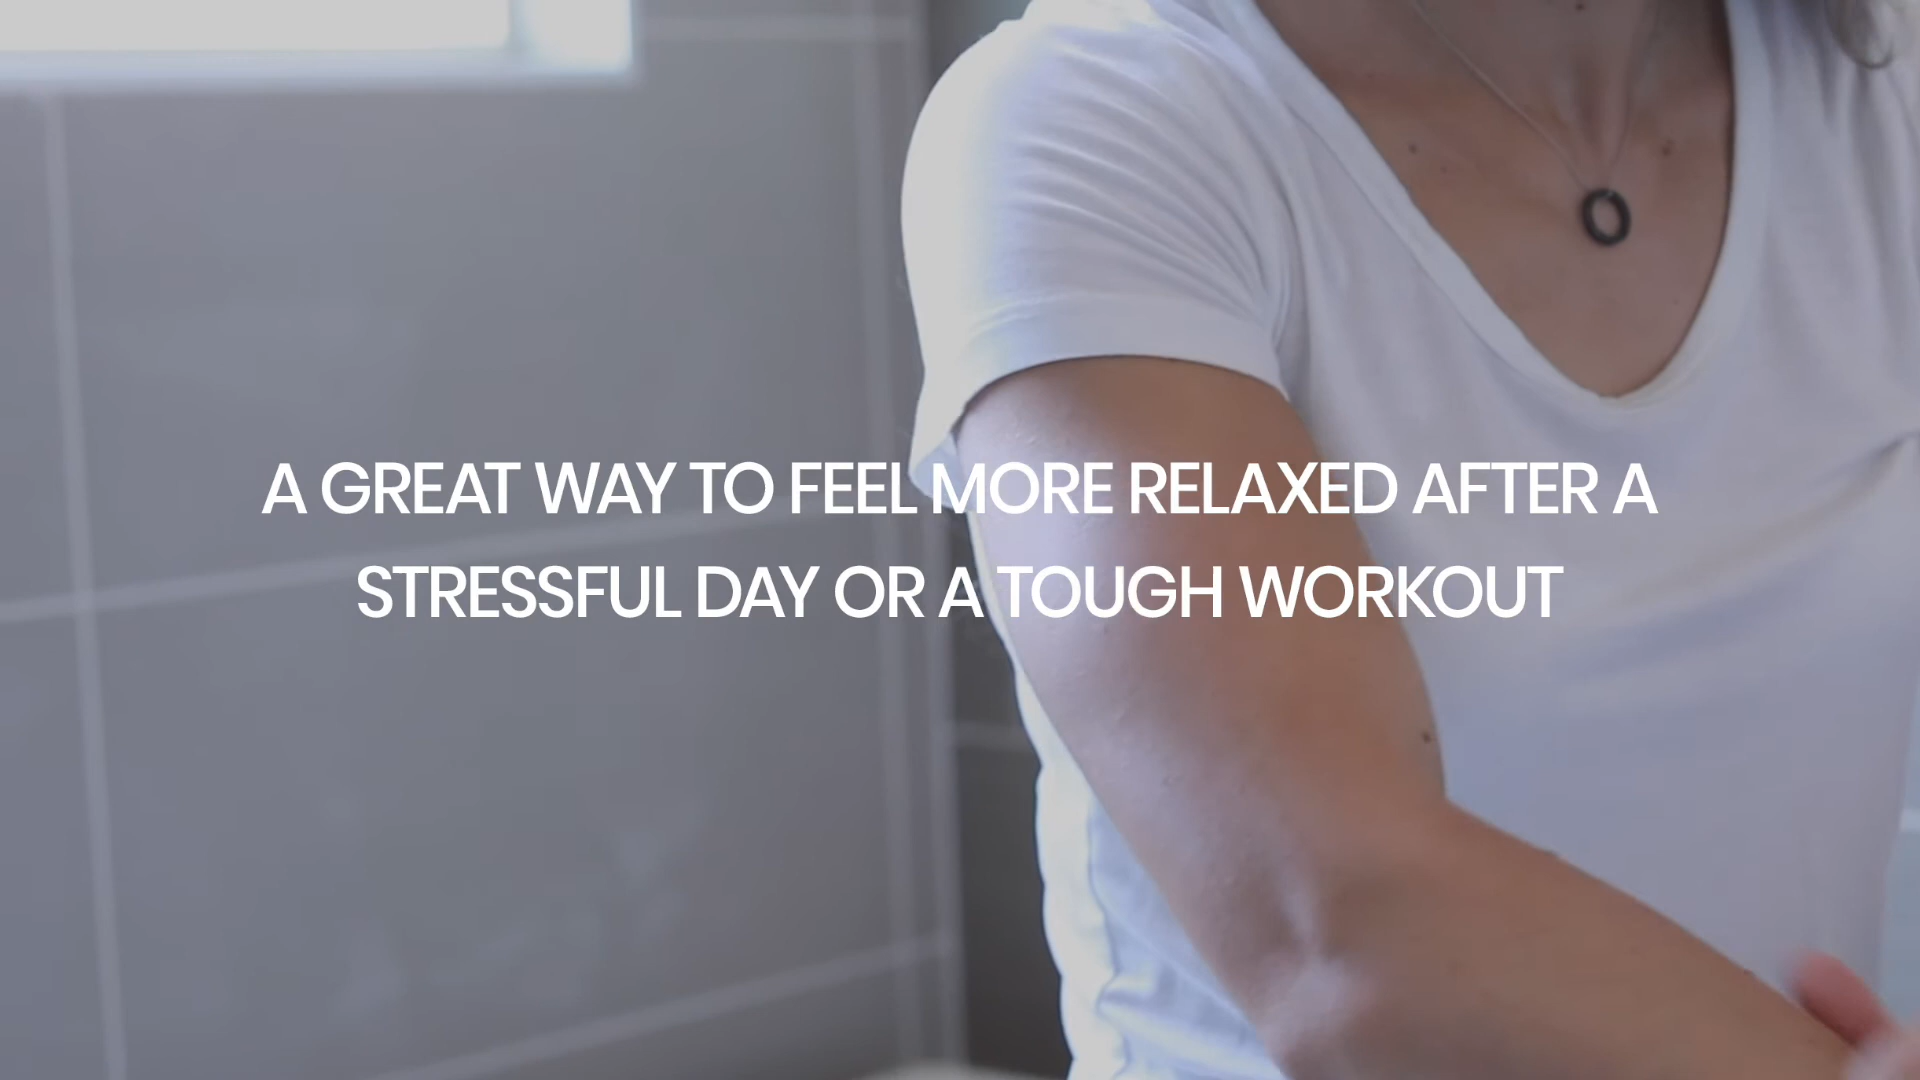 A GREAT WAY TO FEEL MORE RELAXED AFTER A
STRESSFUL DAY OR A TOUGH WORKOUT